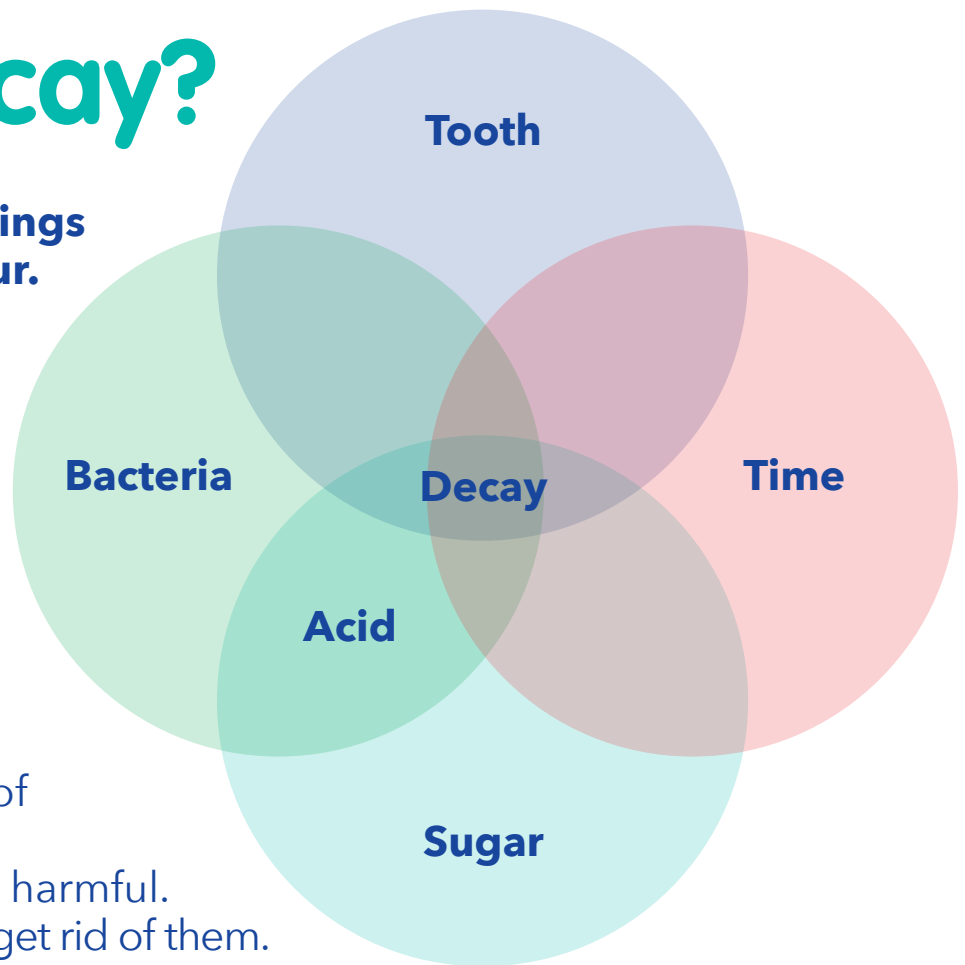 cay?
Tooth
ings
ur.
Bacteria
Decay
Time
Acid
of
Sugar
harmful.
get rid of them.